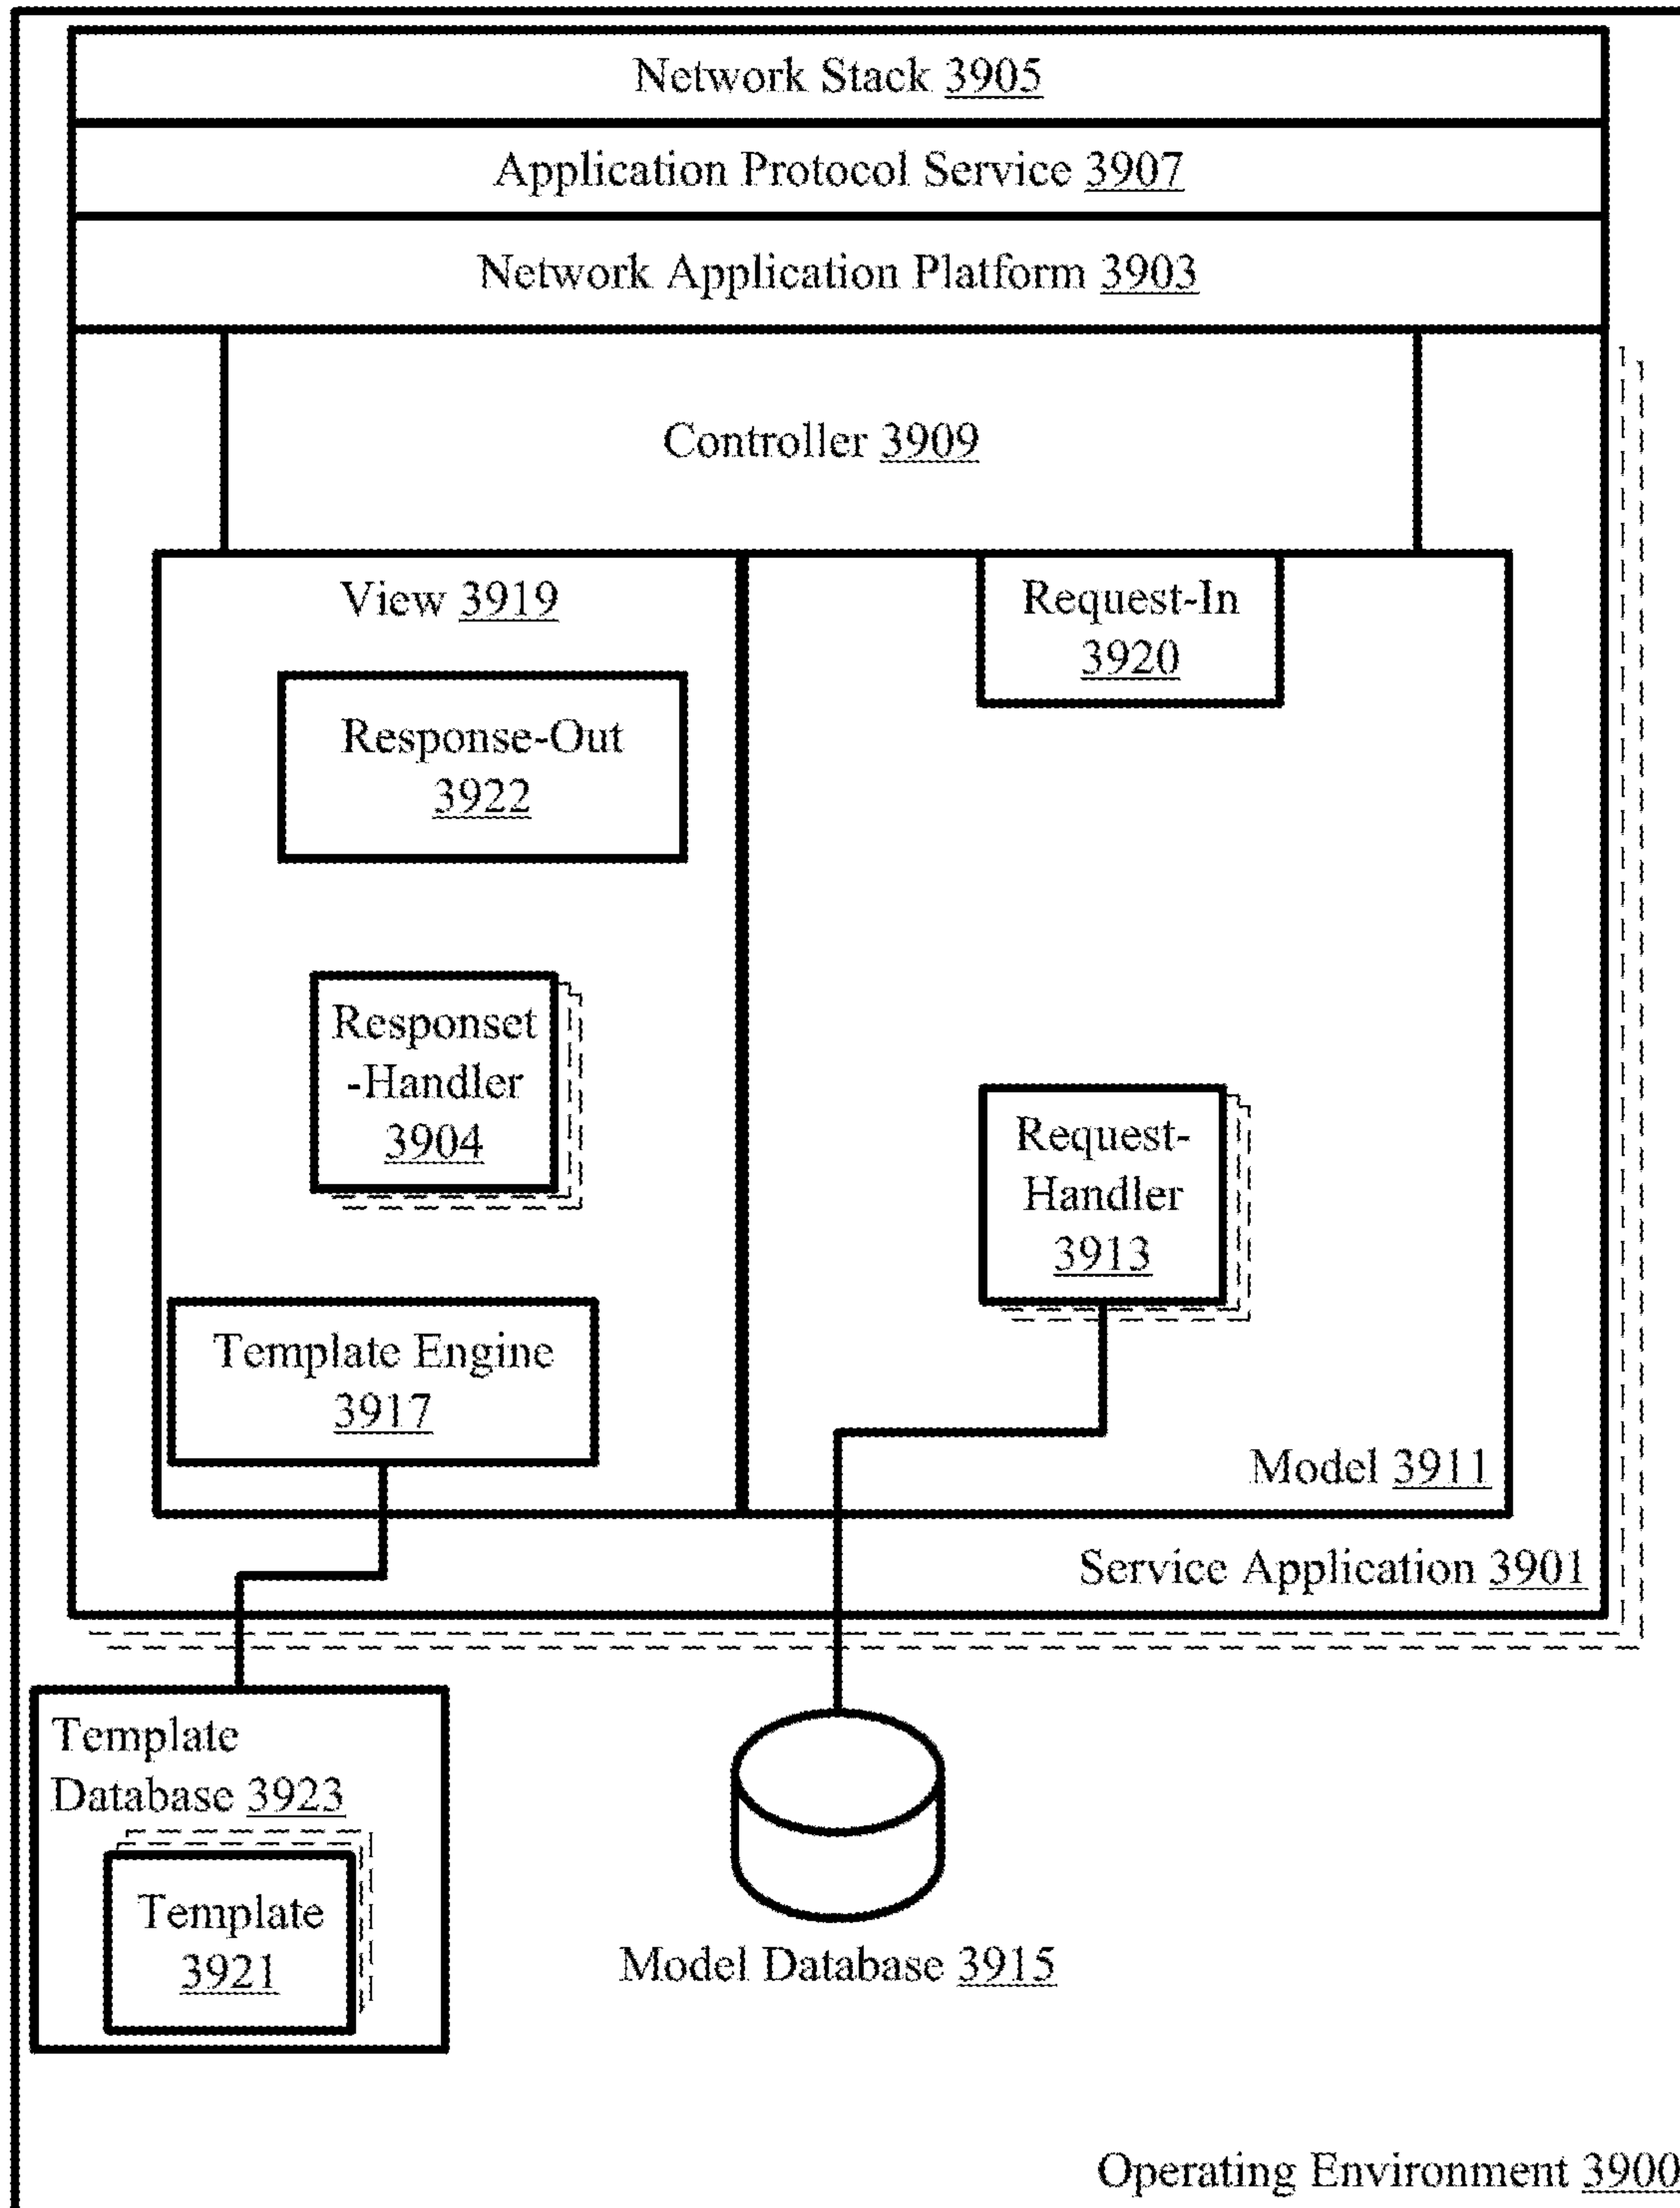 Network Stack 3905
Application Protocol Service 3907
Network Application Platform 3903
Controller 3909
View 3919
Response-Out
3922
Responset
-Handler
3904
Template Engine
3917
Request-In
3920
Request-
Handler
3913
Model 3911
Service Application 3901
Template
Database 3923
Template
3921
Model Database 3915
Operating Environment 3900